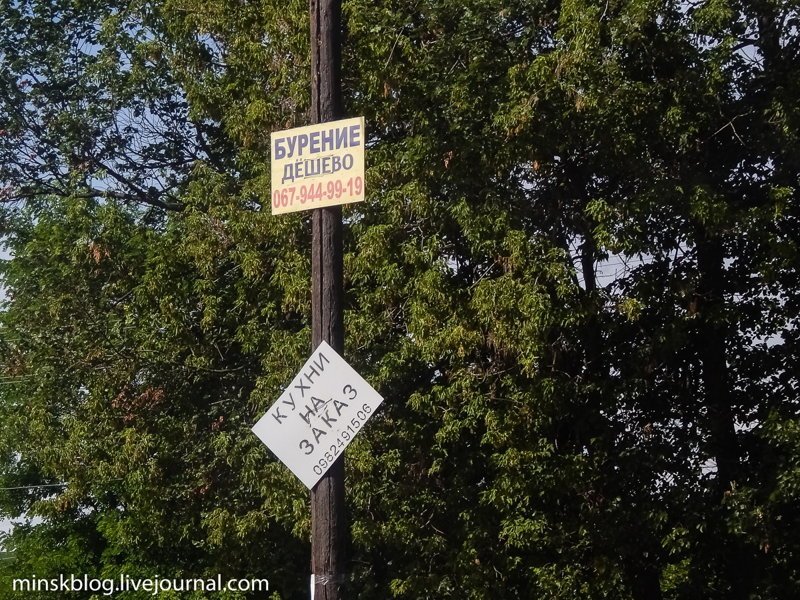 БУРЕНИЕ
ДЁШЕВО
067-944-99-19
КУХНИ
НА
ЗАКАЗ
0982491506
minskblog.livejournal.com